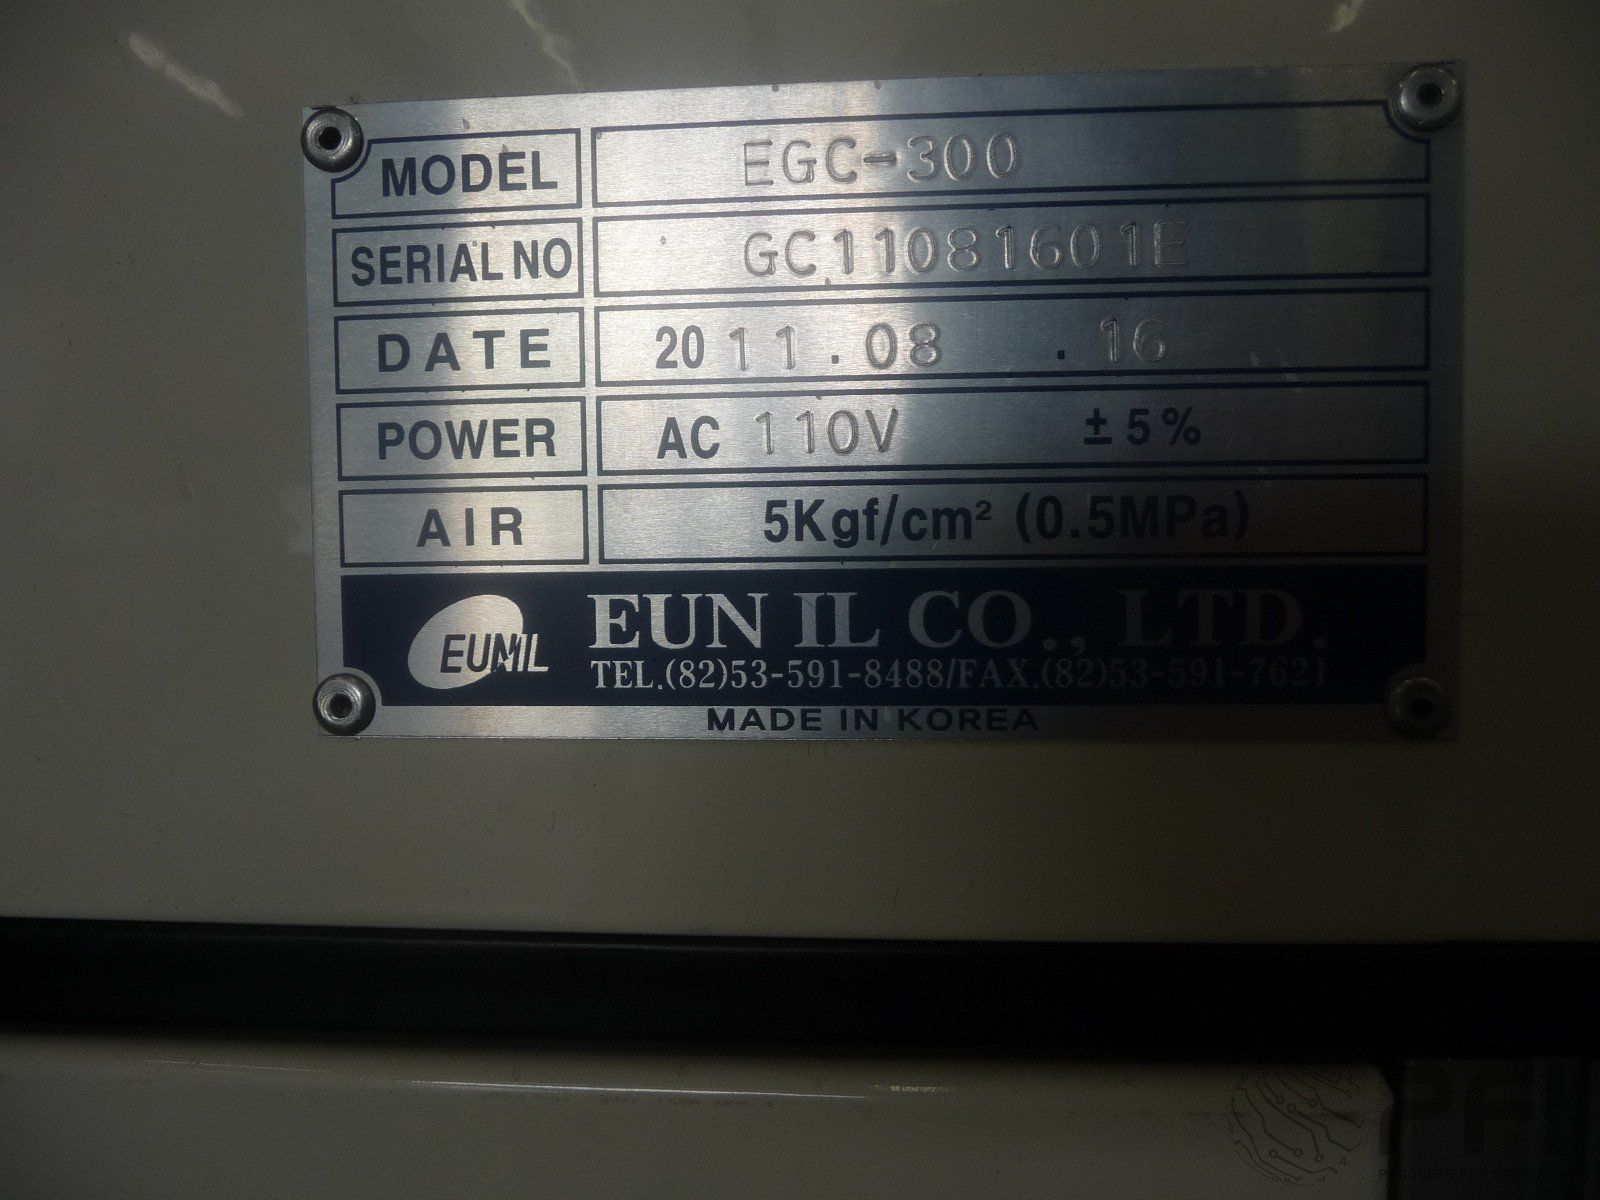 MODEL EGC-300
SERIAL NO GC11081601E
DATE 2011.08 .16
POWER AC 110V ± 5%
AIR 5Kgf/cm² (0.5MPa)
EUNIL EUN IL CO., LTD.
TEL.(82)53-591-8488/FAX.(82)53-591-7621
MADE IN KOREA